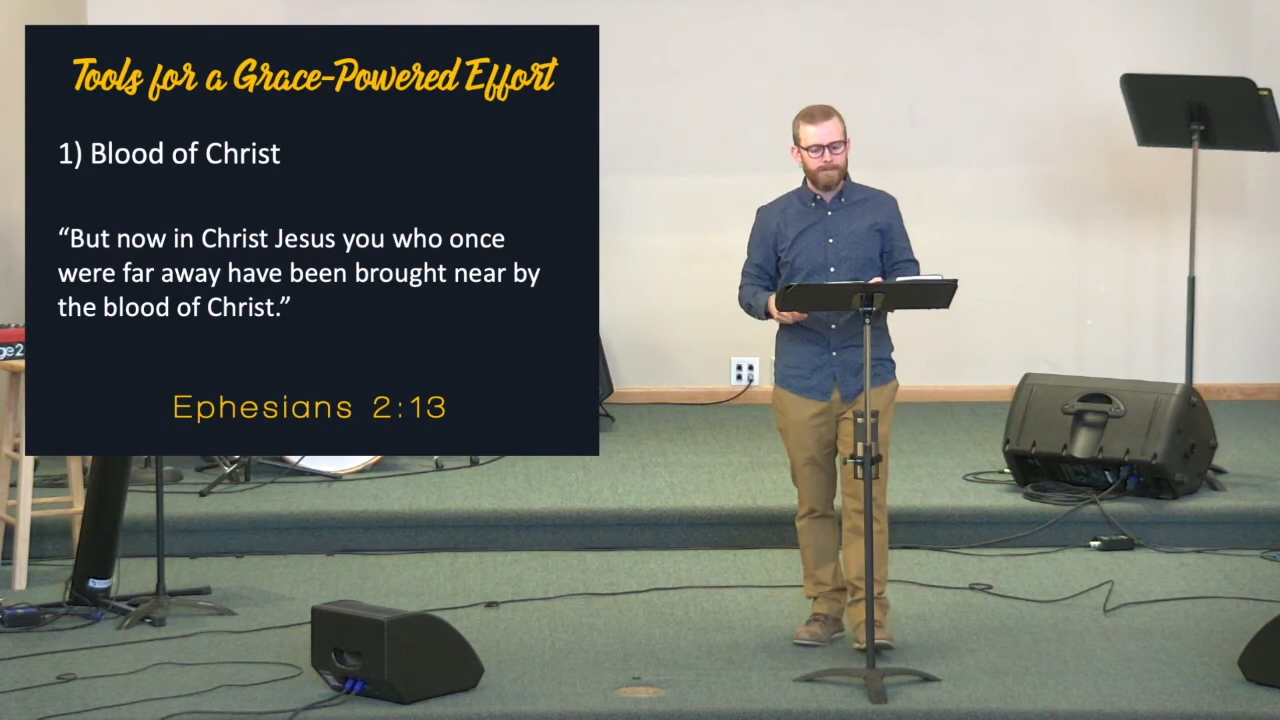 Tools for a Grace-Powered Effort
1) Blood of Christ
“But now in Christ Jesus you who once
were far away have been brought near by
the blood of Christ.”
Ephesians 2:13
ge2